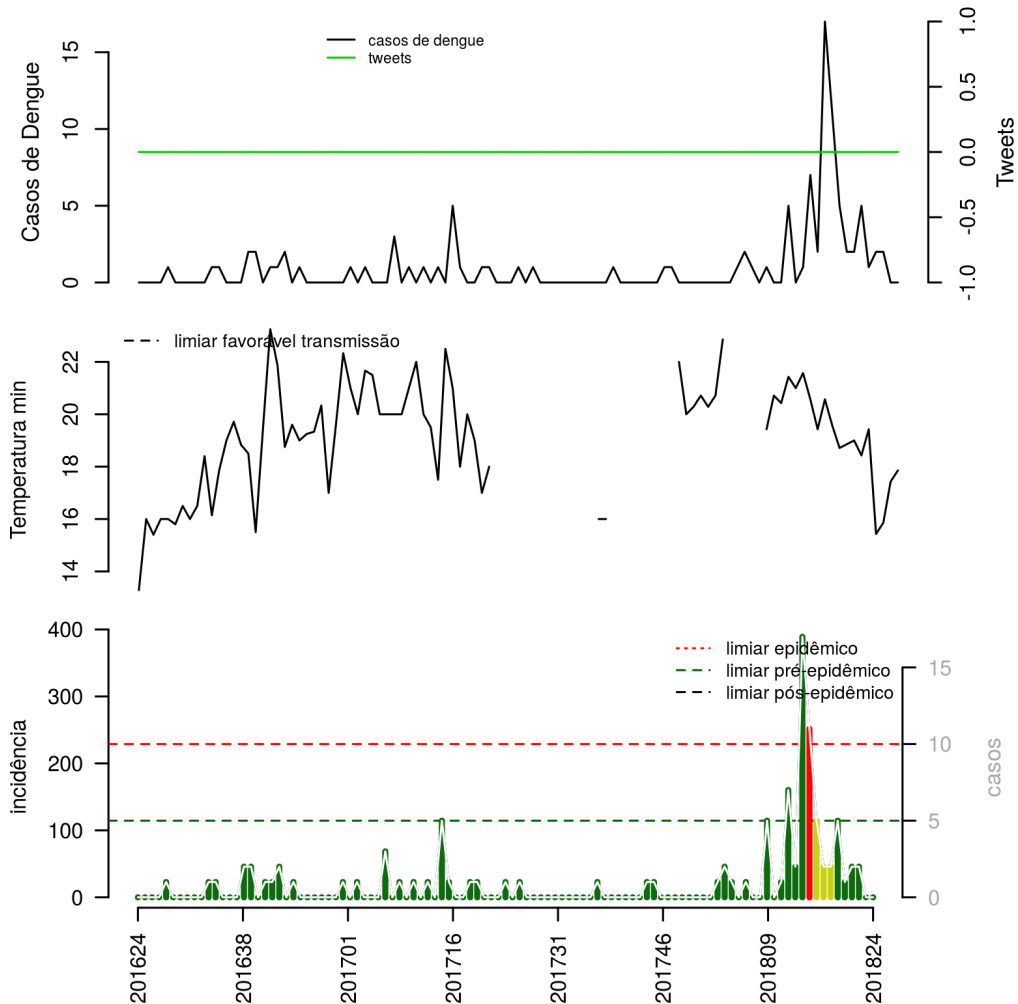 casos de dengue
tweets
Casos de Dengue
0
5
10
15
Tweets
-1.0
-0.5
0.0
0.5
1.0
limiar favorável transmissão
Temperatura min
14
16
18
20
22
limiar epidêmico
limiar pré-epidêmico
limiar pós-epidêmico
incidência
0
100
200
300
400
casos
0
5
10
15
201624
201638
201701
201716
201731
201746
201809
201824